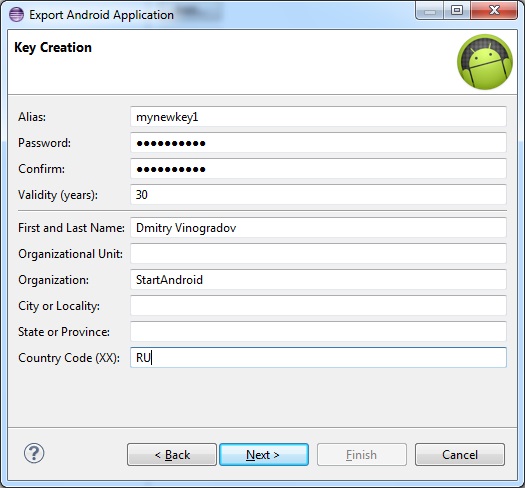 Export Android Application
Key Creation
Alias: mynewkey1
Password: ●●●●●●●●●●
Confirm: ●●●●●●●●●●
Validity (years): 30
First and Last Name: Dmitry Vinogradov
Organizational Unit:
Organization: StartAndroid
City or Locality:
State or Province:
Country Code (XX): RU
? < Back Next > Finish Cancel